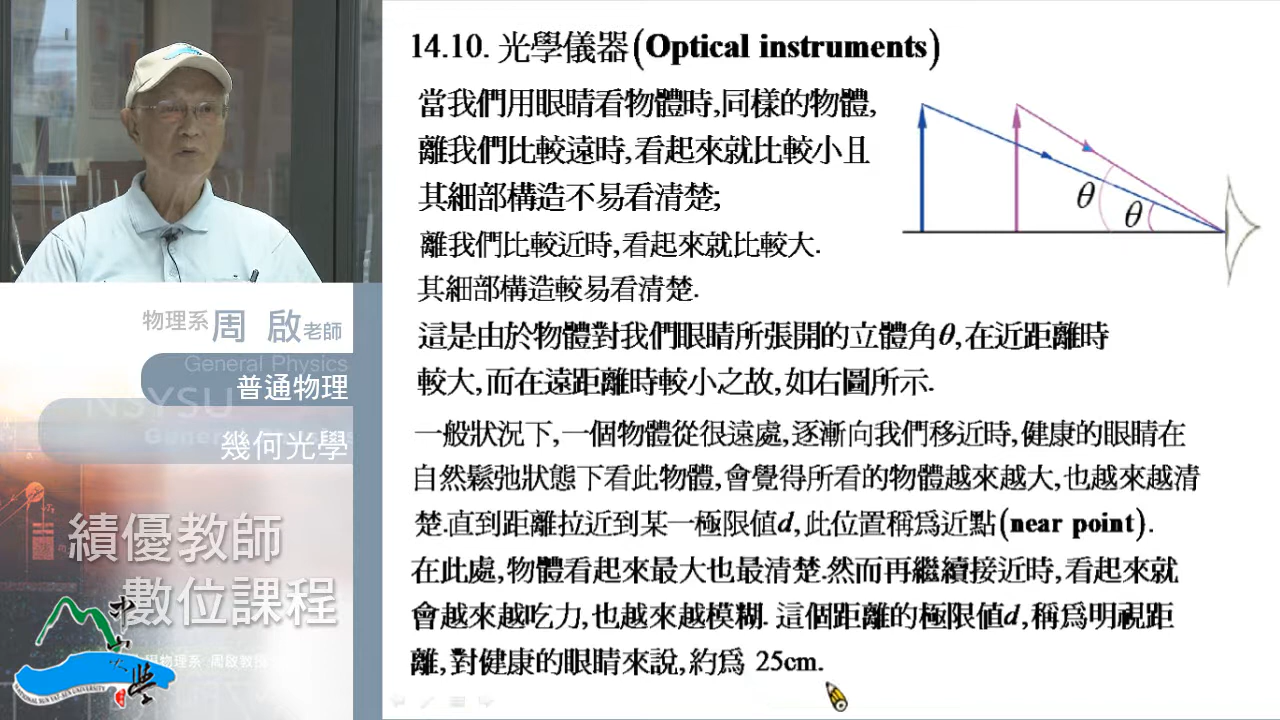 14.10. 光學儀器(Optical instruments)
當我們用眼睛看物體時,同樣的物體,
離我們比較遠時,看起來就比較小且
其細部構造不易看清楚;
離我們比較近時,看起來就比較大.
其細部構造較易看清楚.
θ
θ
這是由於物體對我們眼睛所張開的立體角θ,在近距離時
較大,而在遠距離時較小之故,如右圖所示.
一般狀況下,一個物體從很遠處,逐漸向我們移近時,健康的眼睛在
自然鬆弛狀態下看此物體,會覺得所看的物體越來越大,也越來越清
楚.直到距離拉近到某一極限值d,此位置稱爲近點(near point).
在此處,物體看起來最大也最清楚.然而再繼續接近時,看起來就
會越來越吃力,也越來越模糊. 這個距離的極限值d,稱爲明視距
離,對健康的眼睛來說,約爲 25cm.
物理系 周 啟 老師
General Physics
普通物理
NSYSU
幾何光學
績優教師
數位課程
中山大學